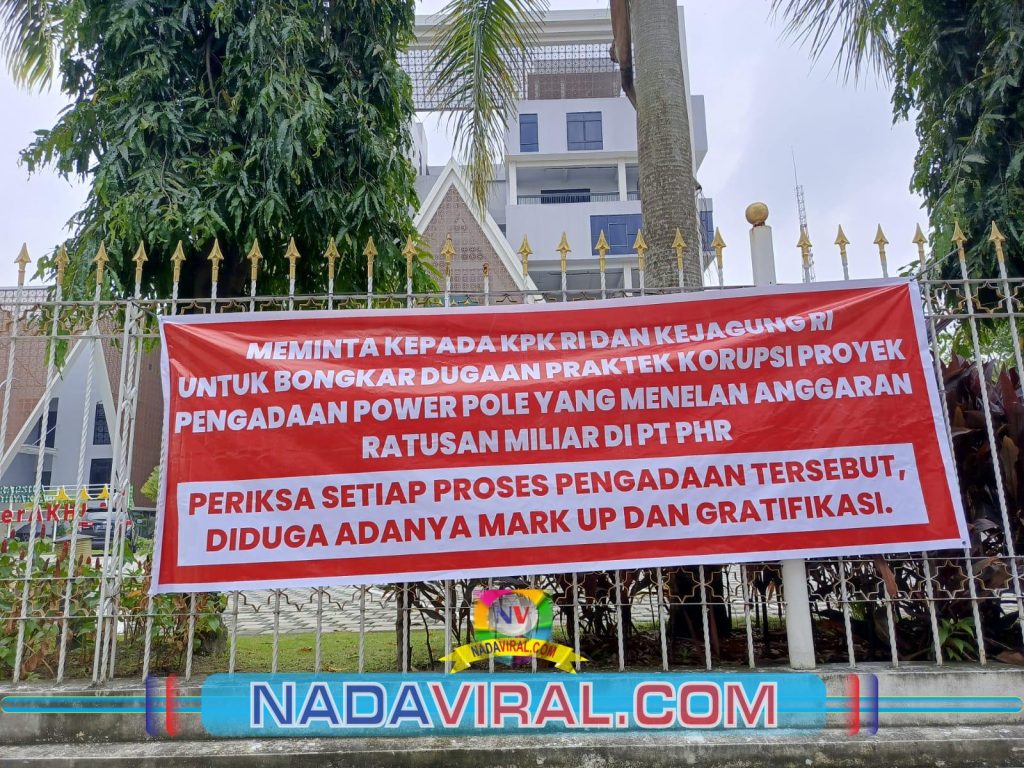 MEMINTA KEPADA KPK RI DAN KEJAGUNG RI
UNTUK BONGKAR DUGAAN PRAKTEK KORUPSI PROYEK
PENGADAAN POWER POLE YANG MENELAN ANGGARAN
RATUSAN MILIAR DI PT PHR
PERIKSA SETIAP PROSES PENGADAAN TERSEBUT,
DIDUGA ADANYA MARK UP DAN GRATIFIKASI.
NV
NADAVIRAL.COM
NADAVIRAL.COM